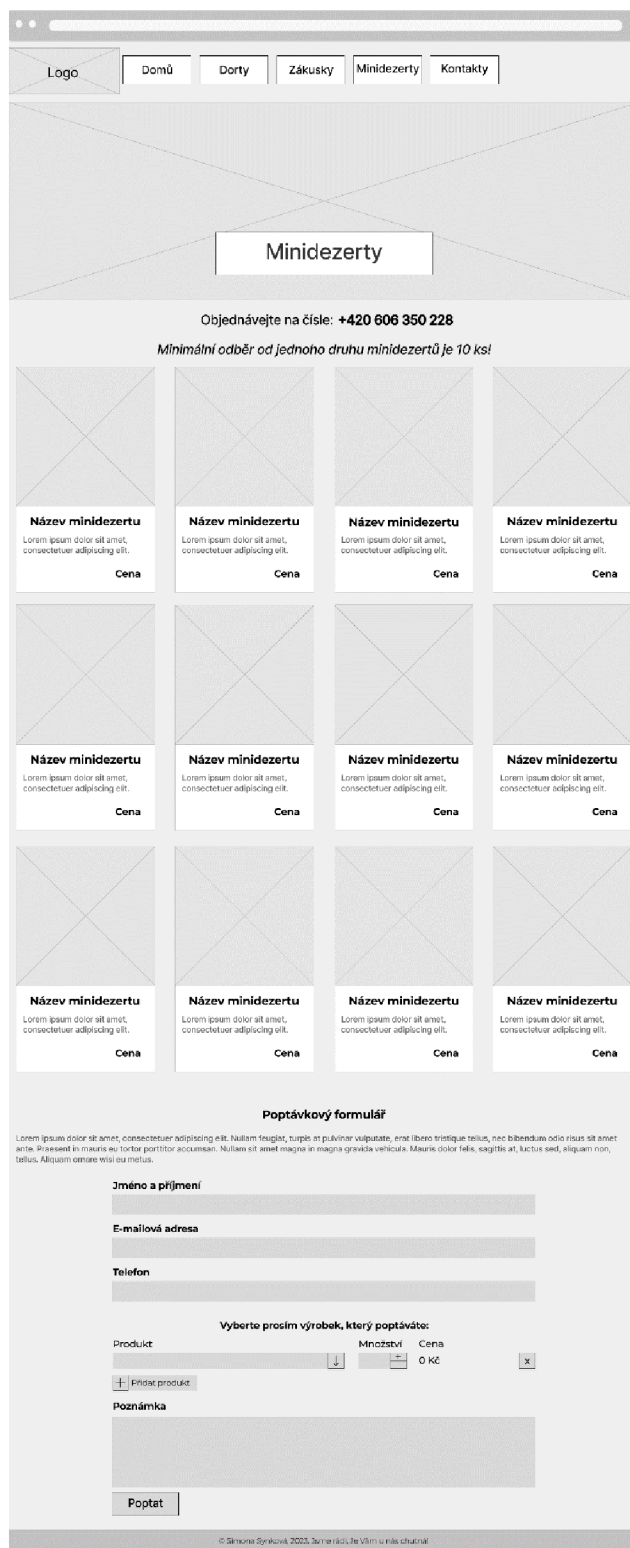 Logo
Domů
Dorty
Zákusky
Minidezerty
Kontakty
Minidezerty
Objednávejte na čísle: +420 606 350 228
Minimální odběr od jednoho druhu minidezertů je 10 ks!
Název minidezertu
Lorem ipsum dolor sit amet,
consectetuer adipiscing elit.
Cena
Název minidezertu
Lorem ipsum dolor sit amet,
consectetuer adipiscing elit.
Cena
Název minidezertu
Lorem ipsum dolor sit amet,
consectetuer adipiscing elit.
Cena
Název minidezertu
Lorem ipsum dolor sit amet,
consectetuer adipiscing elit.
Cena
Název minidezertu
Lorem ipsum dolor sit amet,
consectetuer adipiscing elit.
Cena
Název minidezertu
Lorem ipsum dolor sit amet,
consectetuer adipiscing elit.
Cena
Název minidezertu
Lorem ipsum dolor sit amet,
consectetuer adipiscing elit.
Cena
Název minidezertu
Lorem ipsum dolor sit amet,
consectetuer adipiscing elit.
Cena
Název minidezertu
Lorem ipsum dolor sit amet,
consectetuer adipiscing elit.
Cena
Název minidezertu
Lorem ipsum dolor sit amet,
consectetuer adipiscing elit.
Cena
Název minidezertu
Lorem ipsum dolor sit amet,
consectetuer adipiscing elit.
Cena
Název minidezertu
Lorem ipsum dolor sit amet,
consectetuer adipiscing elit.
Cena
Poptávkový formulář
Lorem ipsum dolor sit amet, consectetuer adipiscing elit. Nullam feugiat, turpis at pulvinar vulputate, erat libero tristique tellus, nec bibendum odio risus sit amet
ante. Praesent in mauris eu tortor porttitor accumsan. Nullam sit amet magna in magna gravida vehicula. Mauris dolor felis, sagittis at, luctus sed, aliquam non,
tellus. Aliquam ornare wisi eu metus.
Jméno a příjmení
E-mailová adresa
Telefon
Vyberte prosím výrobek, který poptáváte:
Produkt Množství Cena
↓ + 0 Kč x
+ Přidat produkt
Poznámka
Poptat
© Simona Synková, 2023. Jsme rádi, že Vám u nás chutná!